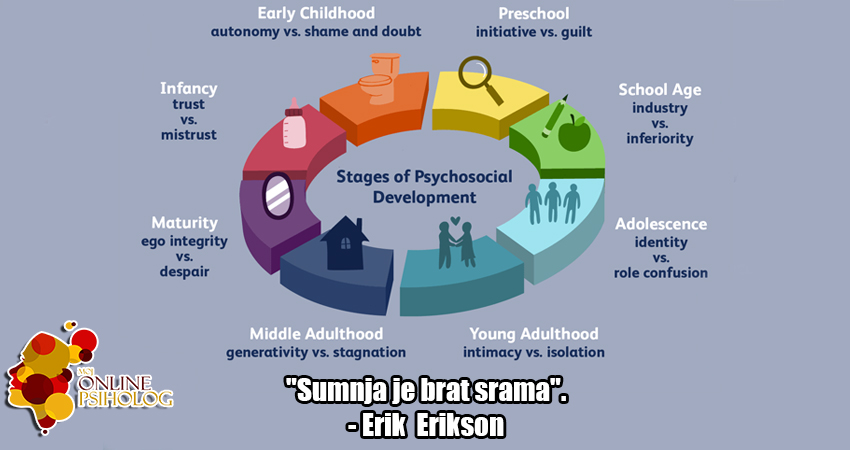 Early Childhood
autonomy vs. shame and doubt
Preschool
initiative vs. guilt
Infancy
trust
vs.
mistrust
School Age
industry
vs.
inferiority
Stages of Psychosocial
Development
Maturity
ego integrity
vs.
despair
Adolescence
identity
vs.
role confusion
Middle Adulthood
generativity vs. stagnation
Young Adulthood
intimacy vs. isolation
MOJ
ONLINE
PSIHOLOG
"Sumnja je brat srama".
- Erik Erikson